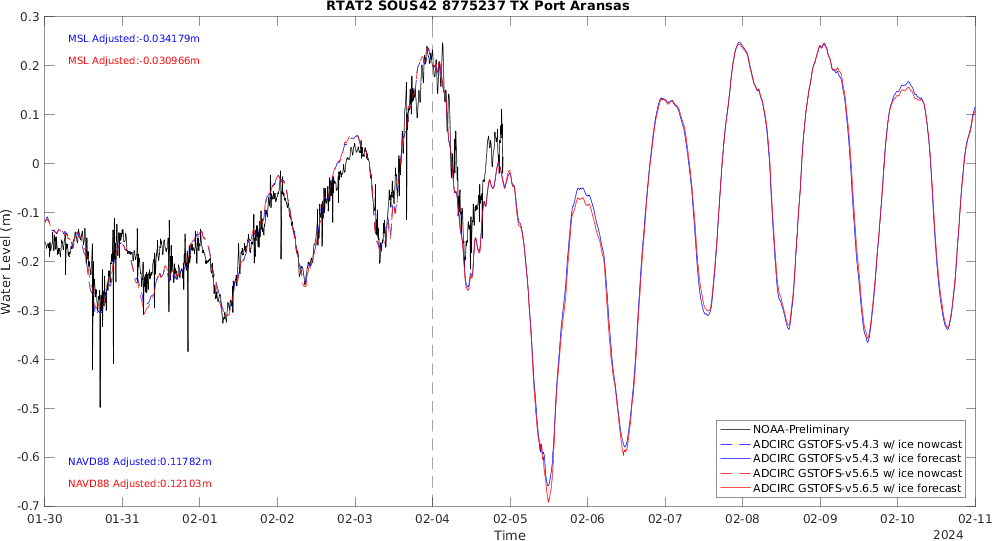 RTAT2 SOUS42 8775237 TX Port Aransas
MSL Adjusted:-0.034179m
MSL Adjusted:-0.030966m
0.3
0.2
0.1
0
-0.1
-0.2
-0.3
-0.4
-0.5
-0.6
-0.7
Water Level (m)
NAVD88 Adjusted:0.11782m
NAVD88 Adjusted:0.12103m
NOAA-Preliminary
ADCIRC GSTOFS-v5.4.3 w/ ice nowcast
ADCIRC GSTOFS-v5.4.3 w/ ice forecast
ADCIRC GSTOFS-v5.6.5 w/ ice nowcast
ADCIRC GSTOFS-v5.6.5 w/ ice forecast
01-30 01-31 02-01 02-02 02-03 02-04 02-05 02-06 02-07 02-08 02-09 02-10 02-11
Time
2024